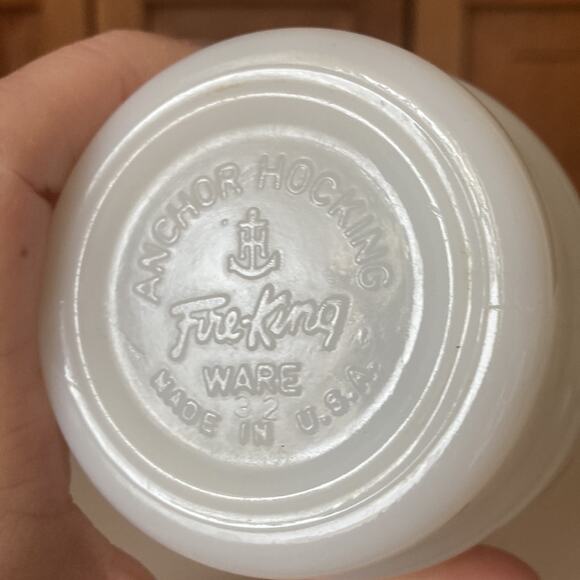 ANCHOR HOCKING
Fire-King
WARE
32
MADE IN U.S.A.